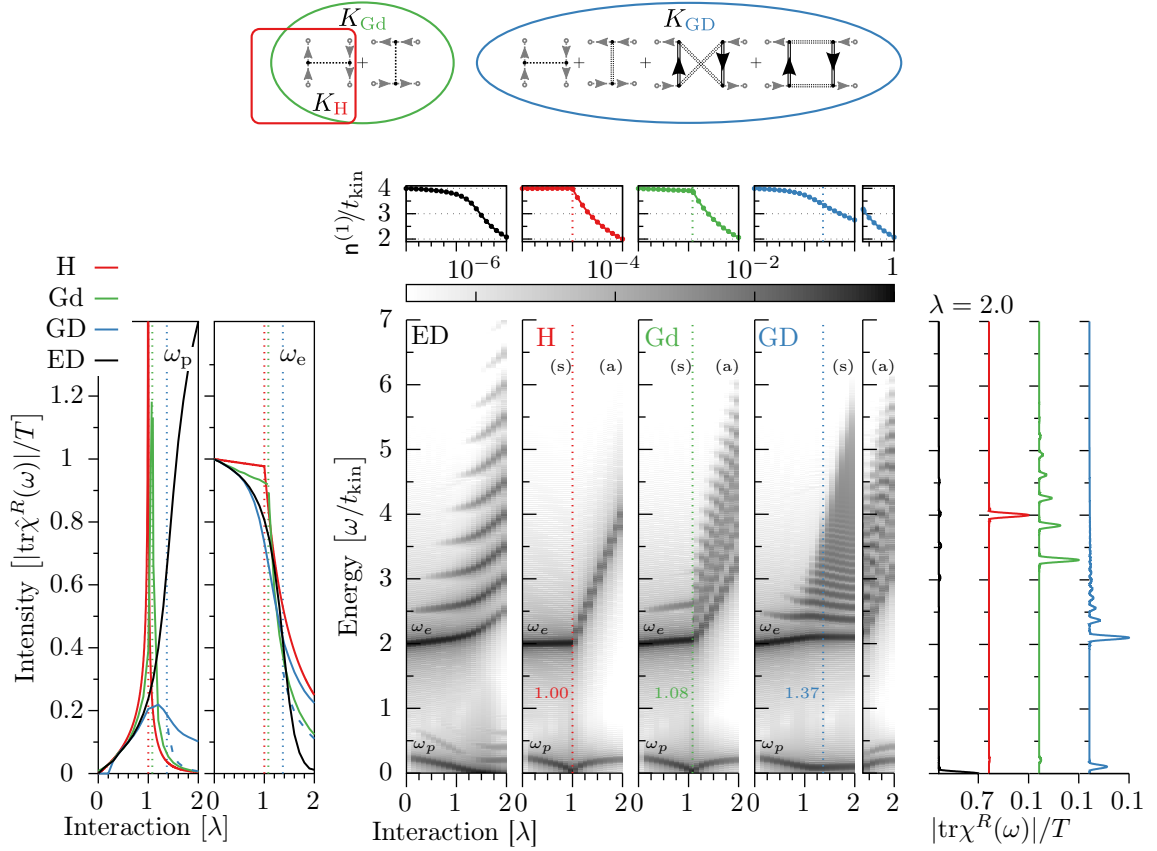 K_Gd
K_GD
+
+ + +
K_H
n^(1)/t_kin
4
3
2
10^−6 10^−4 10^−2 1
H
Gd
GD
ED
ω_p
ω_e
Intensity [|tr χ̂^R(ω)|/T]
1.2
1
0.8
0.6
0.4
0.2
0
0 1 2 0 1 2
Interaction [λ]
Energy [ω/t_kin]
7
6
5
4
3
2
1
0
ED H Gd GD
(s) (a) (s) (a) (s) (a)
ω_e ω_e ω_e ω_e
1.00 1.08 1.37
ω_p ω_p ω_p ω_p
0 1 2 0 1 2 0 1 2 0 1 2 2
Interaction [λ]
λ = 2.0
0.7 0.1 0.1 0.1
|trχ^R(ω)|/T